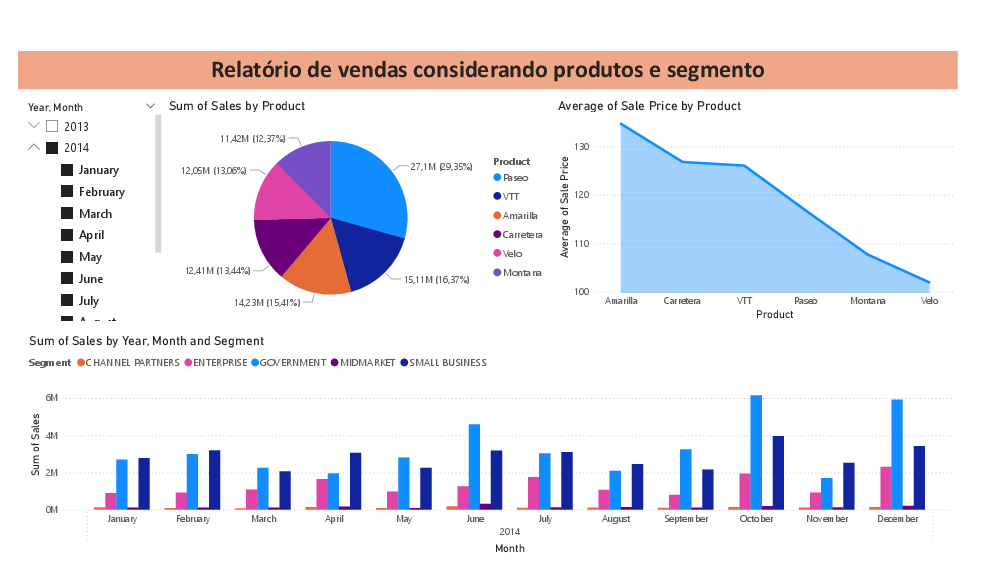 Relatório de vendas considerando produtos e segmento
Year, Month
2013
2014
January
February
March
April
May
June
July
August
Sum of Sales by Product
11,42M (12,37%)
27,1M (29,35%)
12,05M (13,06%)
12,41M (13,44%)
15,11M (16,37%)
14,23M (15,41%)
Product
Paseo
VTT
Amarilla
Carretera
Velo
Montana
Average of Sale Price by Product
Average of Sale Price
130
120
110
100
Amarilla Carretera VTT Paseo Montana Velo
Product
Sum of Sales by Year, Month and Segment
Segment CHANNEL PARTNERS ENTERPRISE GOVERNMENT MIDMARKET SMALL BUSINESS
Sum of Sales
6M
4M
2M
0M
January February March April May June July August September October November December
2014
Month